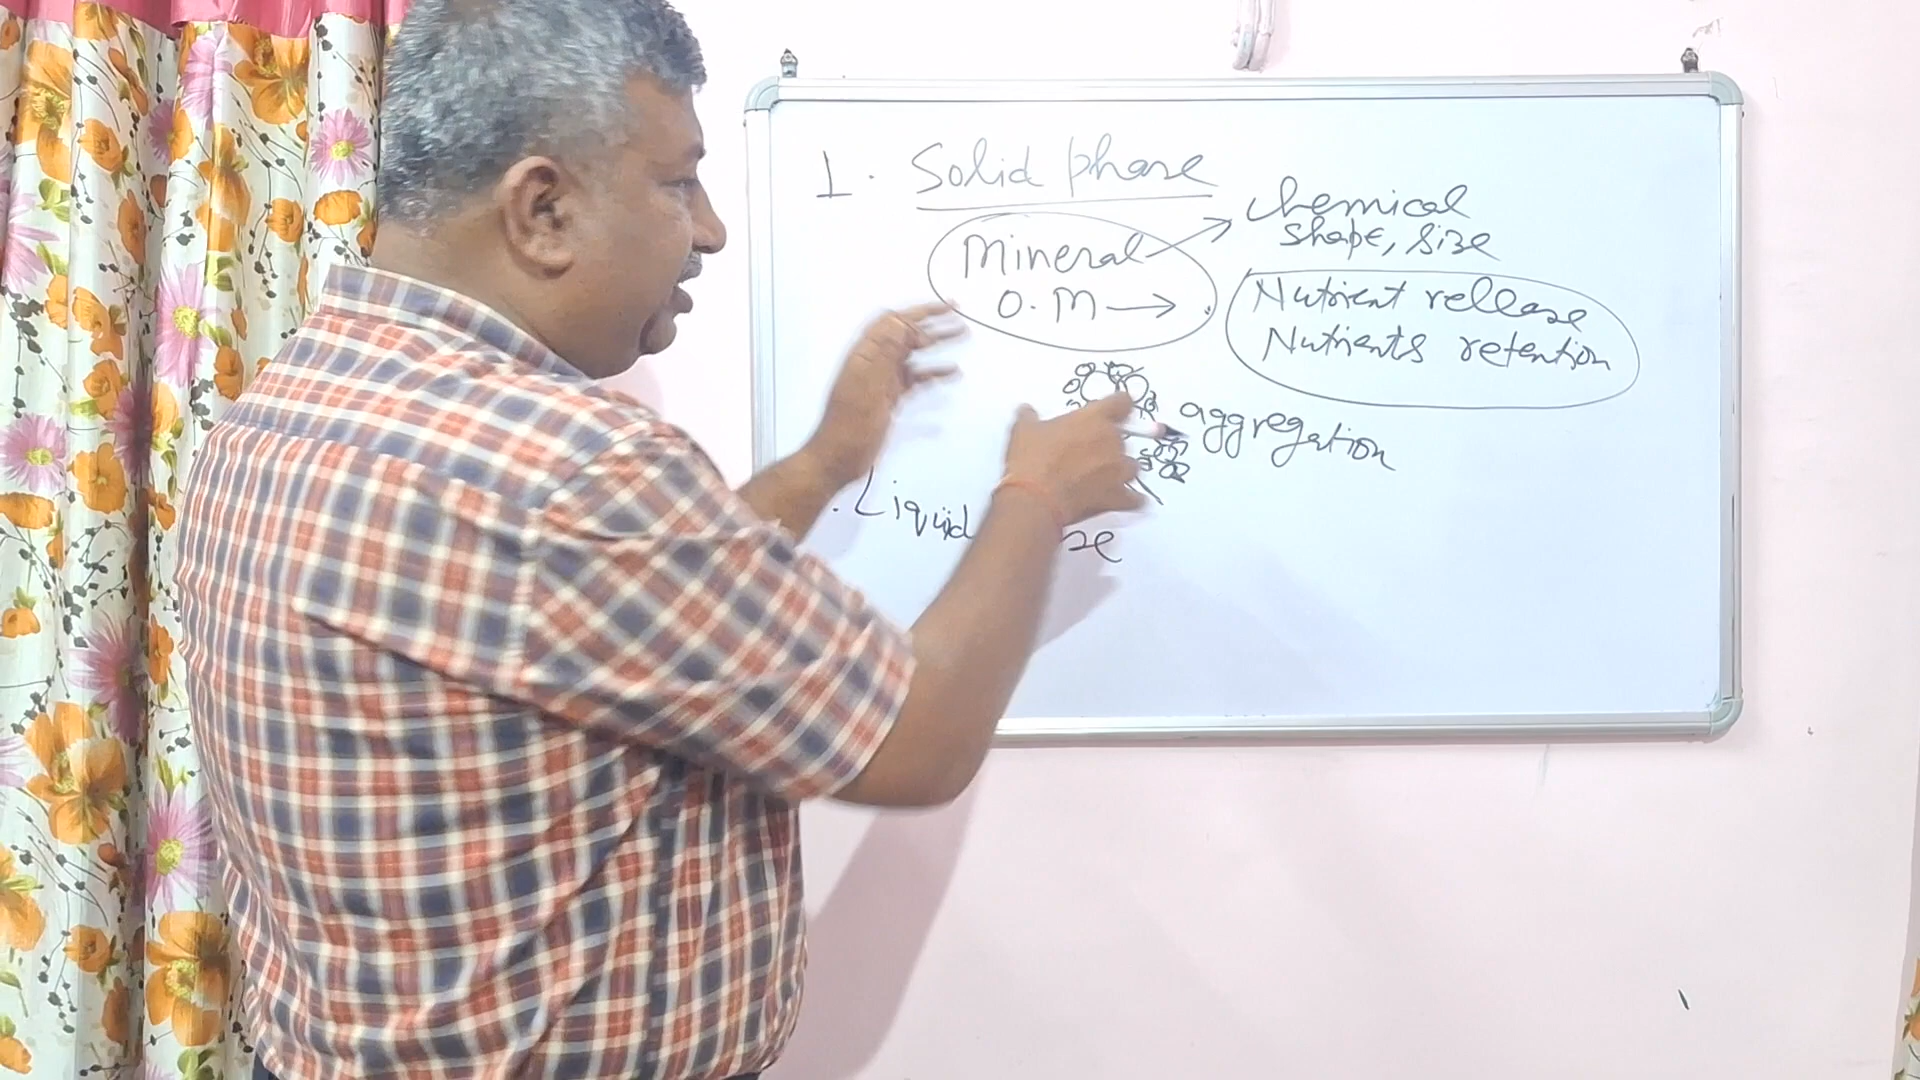 1. Solid phase
Mineral → chemical
shape, size
O.M →
Nutrient release
Nutrients retention
aggregation
. Liquid